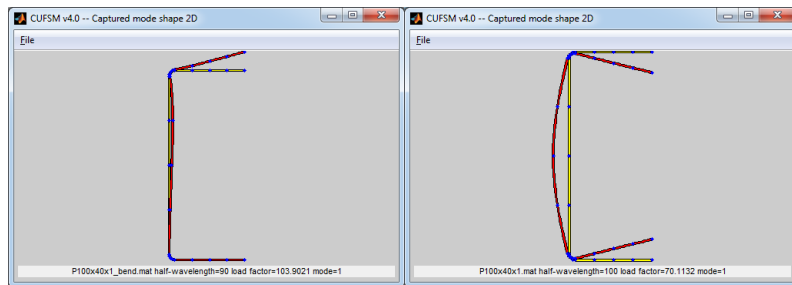 CUFSM v4.0 -- Captured mode shape 2D
File
P100x40x1_bend.mat half-wavelength=90 load factor=103.9021 mode=1
CUFSM v4.0 -- Captured mode shape 2D
File
P100x40x1.mat half-wavelength=100 load factor=70.1132 mode=1